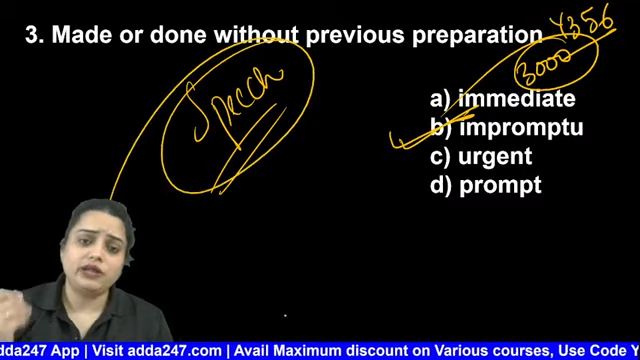 3. Made or done without previous preparation
Y356
3000
Speech
a) immediate
b) impromptu
c) urgent
d) prompt
dda247 App | Visit adda247.com | Avail Maximum discount on Various courses, Use Code Y